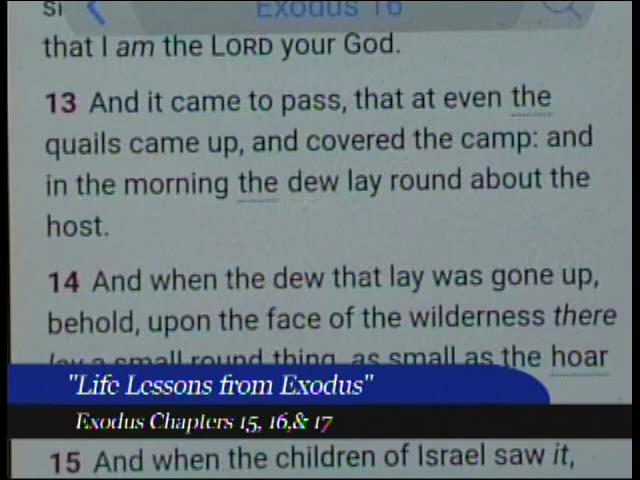 Exodus 16
that I am the LORD your God.
13 And it came to pass, that at even the
quails came up, and covered the camp: and
in the morning the dew lay round about the
host.
14 And when the dew that lay was gone up,
behold, upon the face of the wilderness there
lay a small round thing, as small as the hoar
"Life Lessons from Exodus"
Exodus Chapters 15, 16,& 17
15 And when the children of Israel saw it,